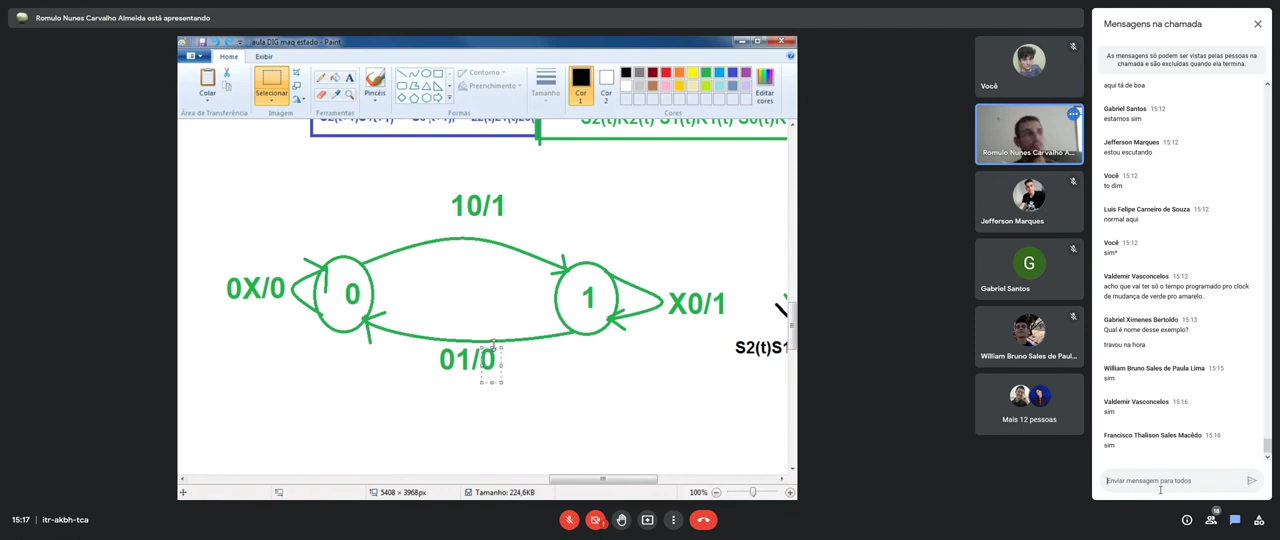 Romulo Nunes Carvalho Almeida está apresentando
aula DIG maq estado - Paint
Home
Exibir
Colar
Selecionar
Pincéis
Contorno
Preenchimento
Tamanho
Cor
1
Cor
2
Editar
cores
Área de Transferência
Imagem
Ferramentas
Formas
Cores
10/1
0X/0
0
1
X0/1
01/0
S2(t)S1
5408 × 3968px
Tamanho: 224,6KB
100%
Você
Romulo Nunes Carvalho A...
Jefferson Marques
G
Gabriel Santos
William Bruno Sales de Paul...
Mais 12 pessoas
Mensagens na chamada
As mensagens só podem ser vistas pelas pessoas na
chamada e são excluídas quando ela termina.
aqui tá de boa
Gabriel Santos 15:12
estamos sim
Jefferson Marques 15:12
estou escutando
Você 15:12
to dim
Luis Felipe Carneiro de Souza 15:12
normal aqui
Você 15:12
sim*
Valdemir Vasconcelos 15:12
acho que vai ter só o tempo programado pro clock
de mudança de verde pro amarelo..
Gabriel Ximenes Bertoldo 15:13
Qual é nome desse exemplo?
travou na hora
William Bruno Sales de Paula Lima 15:15
sim
Valdemir Vasconcelos 15:16
sim
Francisco Thalison Sales Macêdo 15:16
sim
Enviar mensagem para todos
15:17 | itr-akbh-tca
18